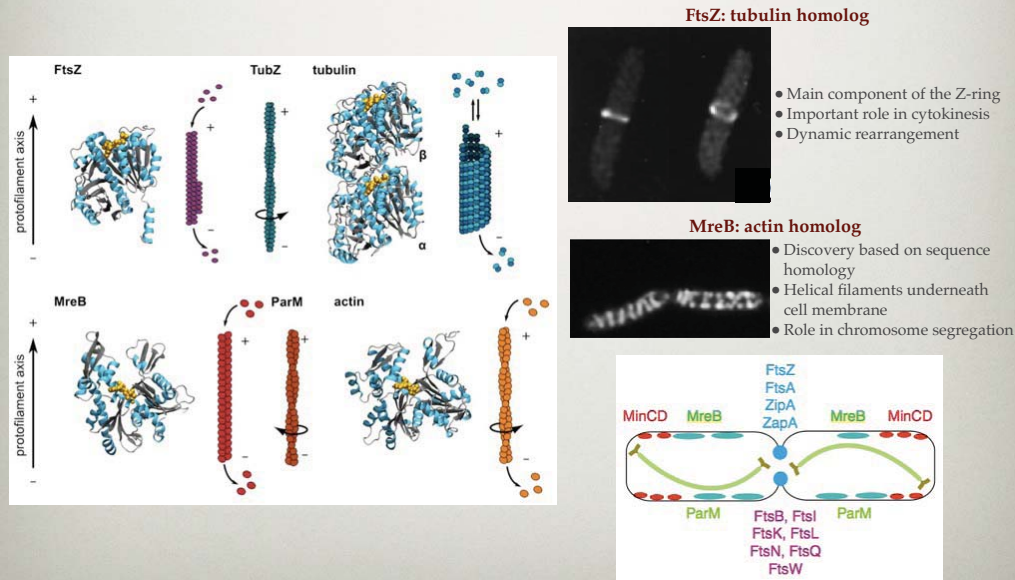 FtsZ: tubulin homolog
FtsZ
TubZ
tubulin
+
protofilament axis
−
+
−
+
−
β
α
+
−
• Main component of the Z-ring
• Important role in cytokinesis
• Dynamic rearrangement
MreB: actin homolog
• Discovery based on sequence
homology
• Helical filaments underneath
cell membrane
• Role in chromosome segregation
MreB
ParM
actin
+
protofilament axis
−
+
−
+
−
+
−
FtsZ
FtsA
ZipA
ZapA
MinCD MreB MreB MinCD
ParM ParM
FtsB, FtsI
FtsK, FtsL
FtsN, FtsQ
FtsW